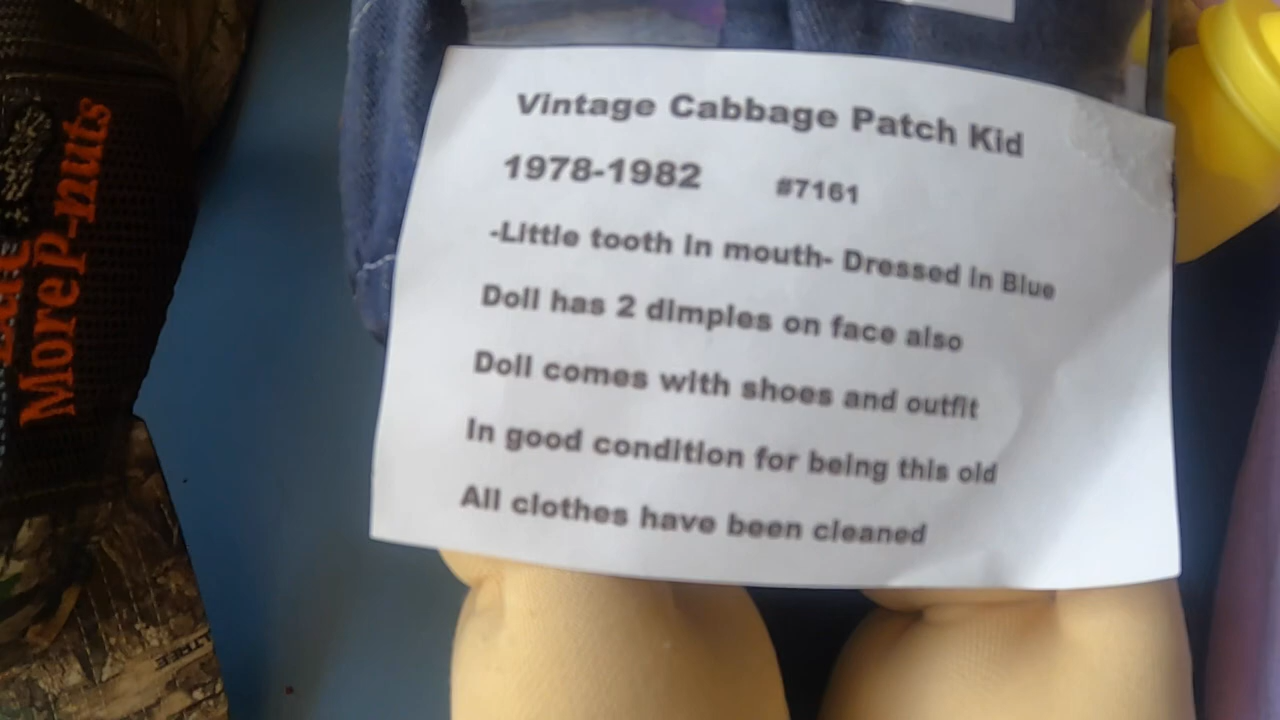 Vintage Cabbage Patch Kid
1978-1982 #7161
-Little tooth in mouth- Dressed in Blue
Doll has 2 dimples on face also
Doll comes with shoes and outfit
In good condition for being this old
All clothes have been cleaned
More P-nuts